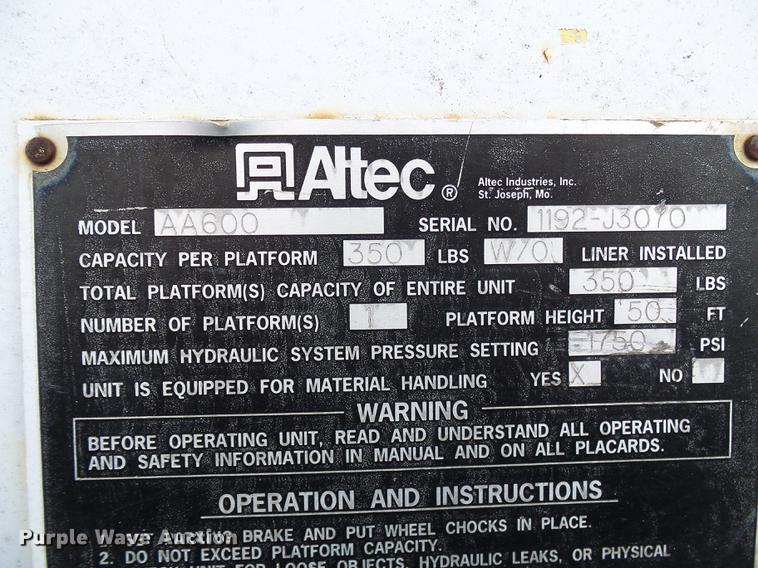 Altec®
Altec Industries, Inc.
St. Joseph, Mo.
MODEL AA600 SERIAL NO. 1192-J3070
CAPACITY PER PLATFORM 350 LBS W/O LINER INSTALLED
TOTAL PLATFORM(S) CAPACITY OF ENTIRE UNIT 350 LBS
NUMBER OF PLATFORM(S) 1 PLATFORM HEIGHT 50 FT
MAXIMUM HYDRAULIC SYSTEM PRESSURE SETTING 1750 PSI
UNIT IS EQUIPPED FOR MATERIAL HANDLING YES X NO
WARNING
BEFORE OPERATING UNIT, READ AND UNDERSTAND ALL OPERATING
AND SAFETY INFORMATION IN MANUAL AND ON ALL PLACARDS.
OPERATION AND INSTRUCTIONS
BRAKE AND PUT WHEEL CHOCKS IN PLACE.
2. DO NOT EXCEED PLATFORM CAPACITY.
UNIT FOR LOOSE OBJECTS, HYDRAULIC LEAKS, OR PHYSICAL
Purple Wave Auction